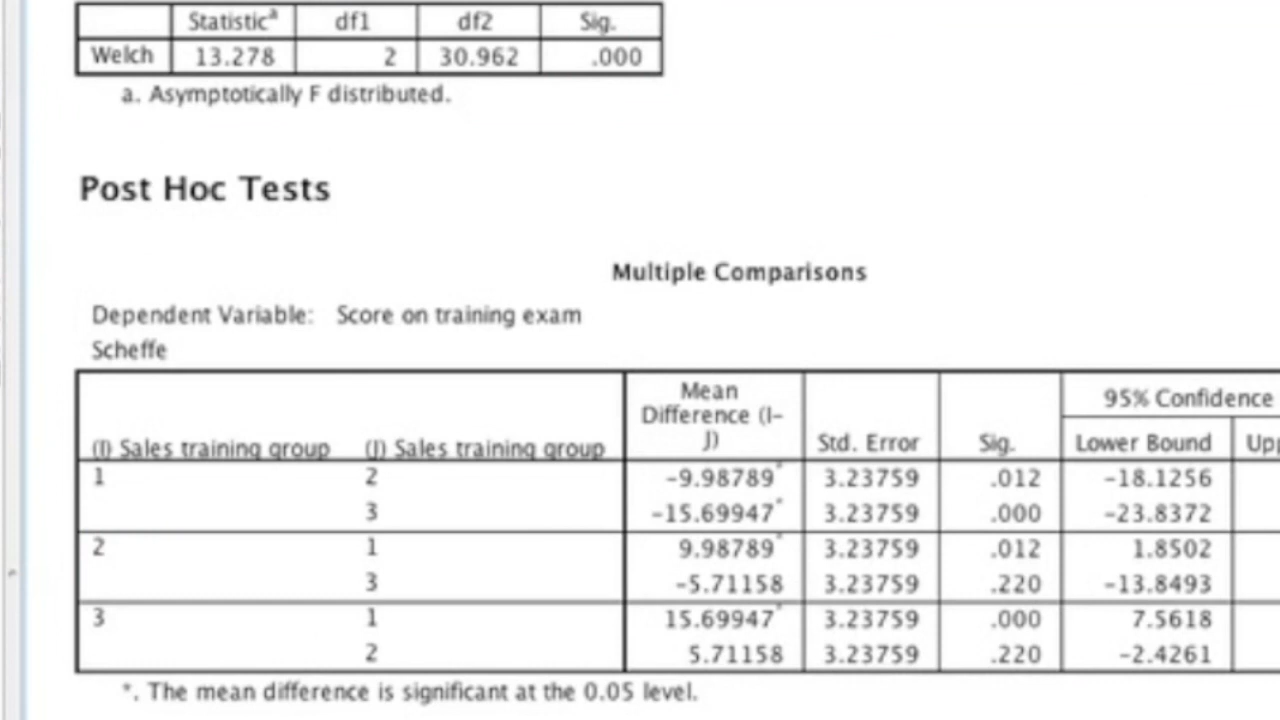 Statisticᵃ df1 df2 Sig.
Welch 13.278 2 30.962 .000
a. Asymptotically F distributed.
Post Hoc Tests
Multiple Comparisons
Dependent Variable: Score on training exam
Scheffe
(I) Sales training group (J) Sales training group Mean Difference (I-J) Std. Error Sig. 95% Confidence
Lower Bound Upp
1 2 -9.98789* 3.23759 .012 -18.1256
3 -15.69947* 3.23759 .000 -23.8372
2 1 9.98789* 3.23759 .012 1.8502
3 -5.71158 3.23759 .220 -13.8493
3 1 15.69947* 3.23759 .000 7.5618
2 5.71158 3.23759 .220 -2.4261
*. The mean difference is significant at the 0.05 level.